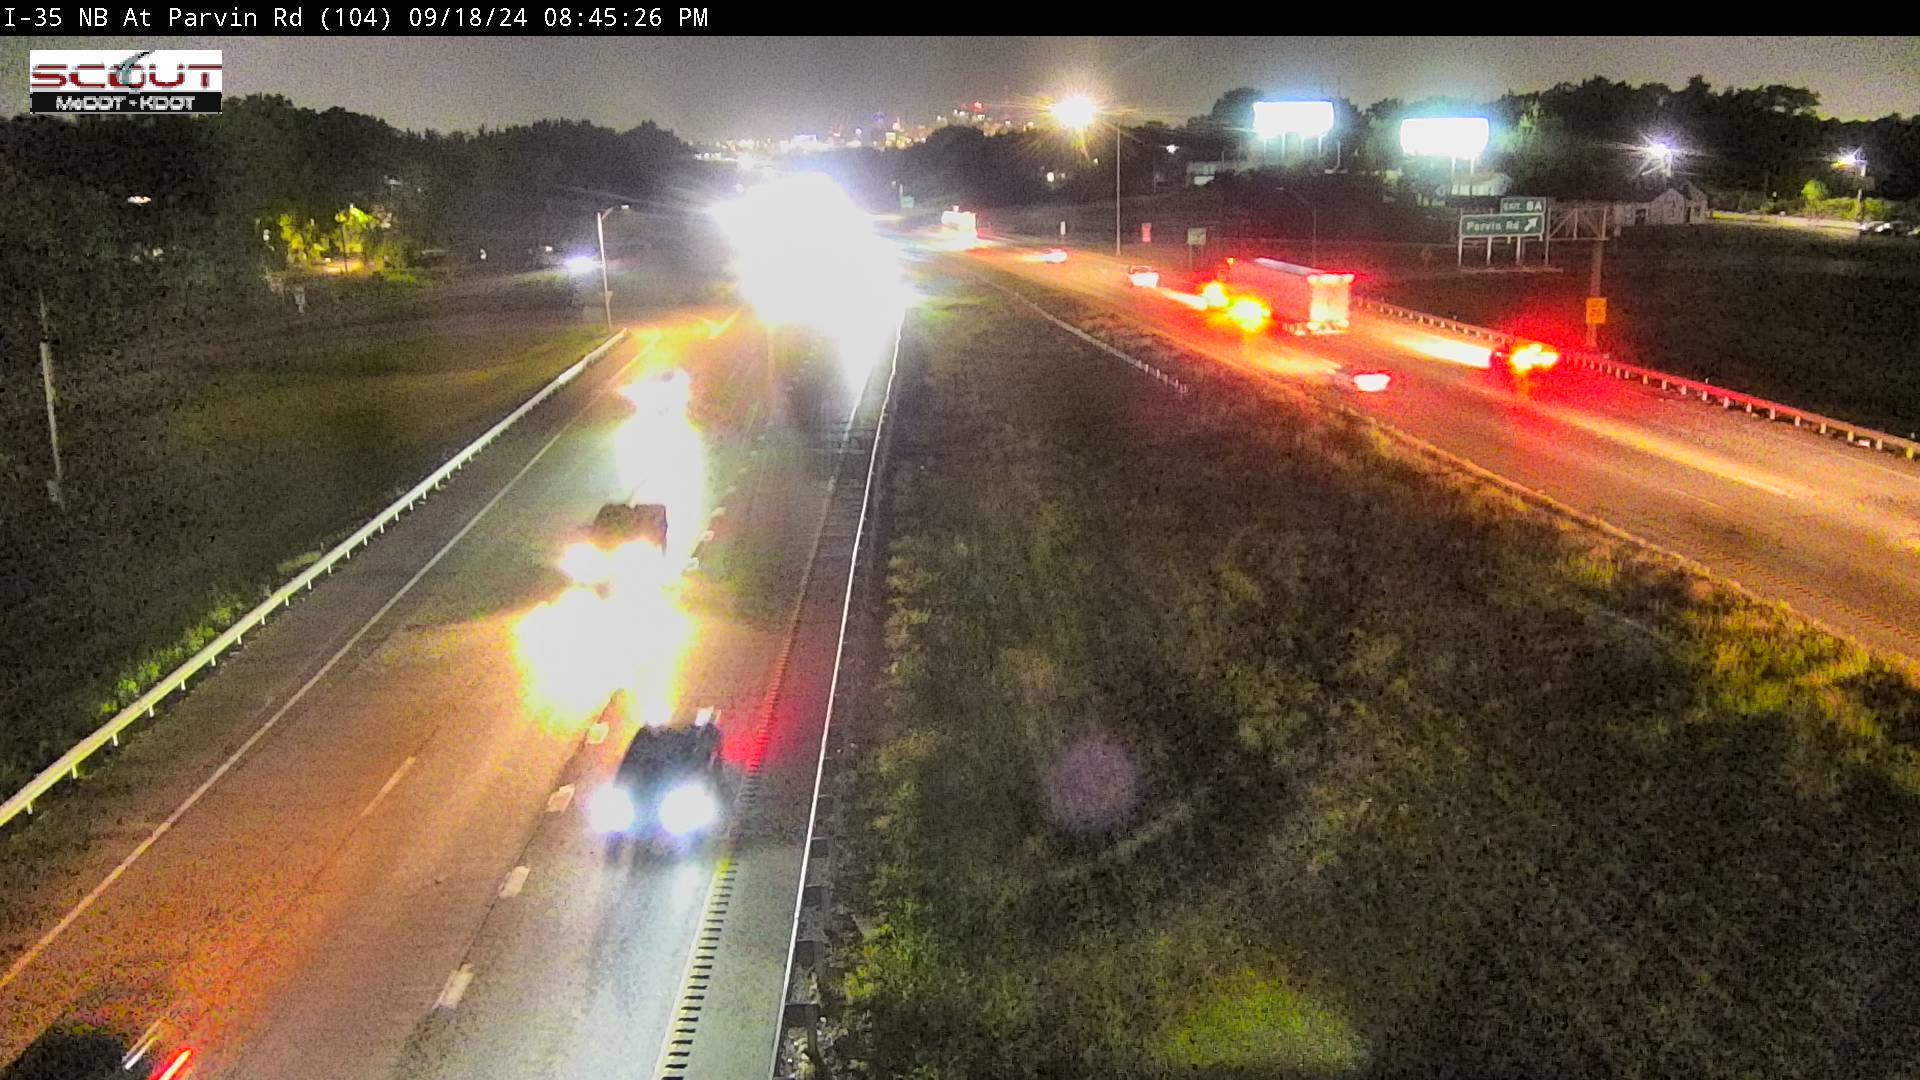 I-35 NB At Parvin Rd (104) 09/18/24 08:45:26 PM
SCOUT
MoDOT - KDOT
EXIT 8A
Parvin Rd